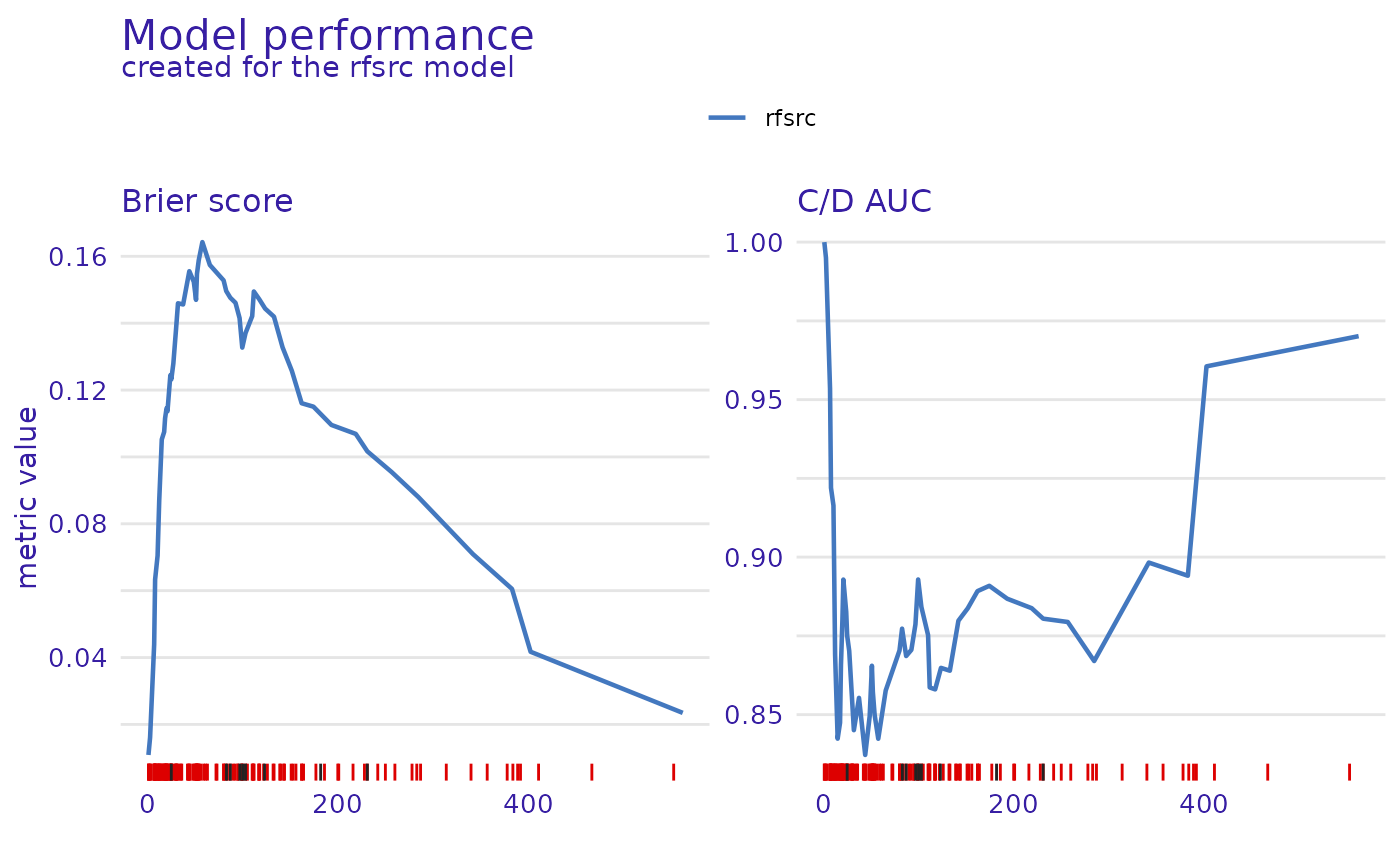 Model performance
created for the rfsrc model
rfsrc
Brier score
metric value
0.16
0.12
0.08
0.04
0 200 400
C/D AUC
1.00
0.95
0.90
0.85
0 200 400